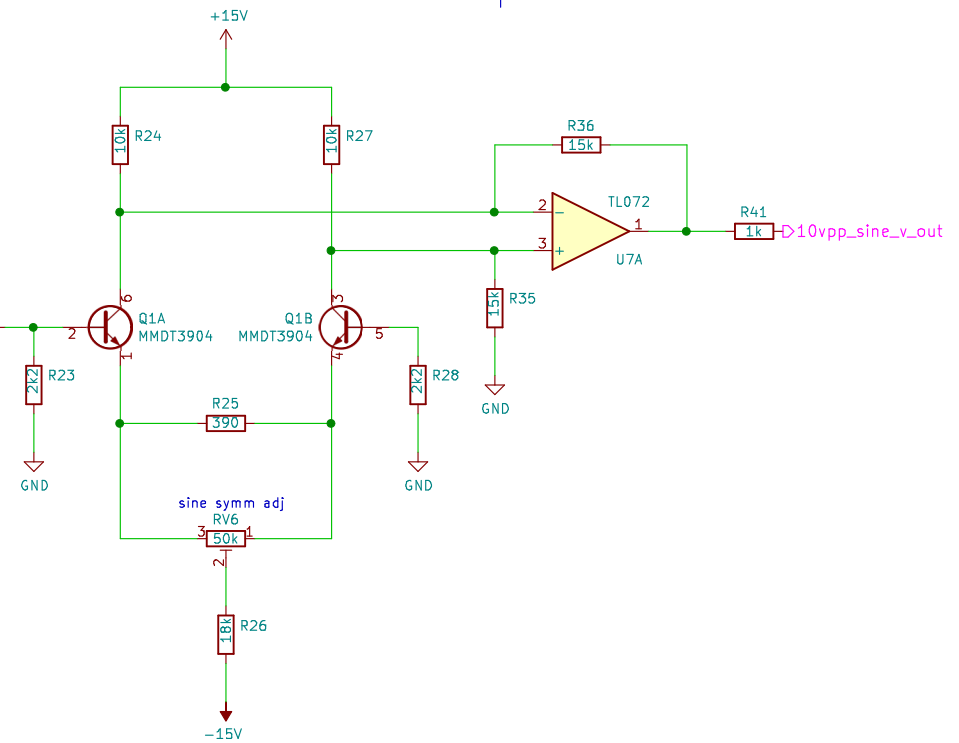 +15V
R24
10k
R27
10k
R36
15k
TL072
2
-
1
3
+
U7A
R41
1k
10vpp_sine_v_out
6
Q1A
MMDT3904
2
1
3
Q1B
MMDT3904
5
4
R35
15k
GND
R23
2k2
GND
R28
2k2
GND
R25
390
sine symm adj
RV6
3
50k
1
2
R26
18k
-15V